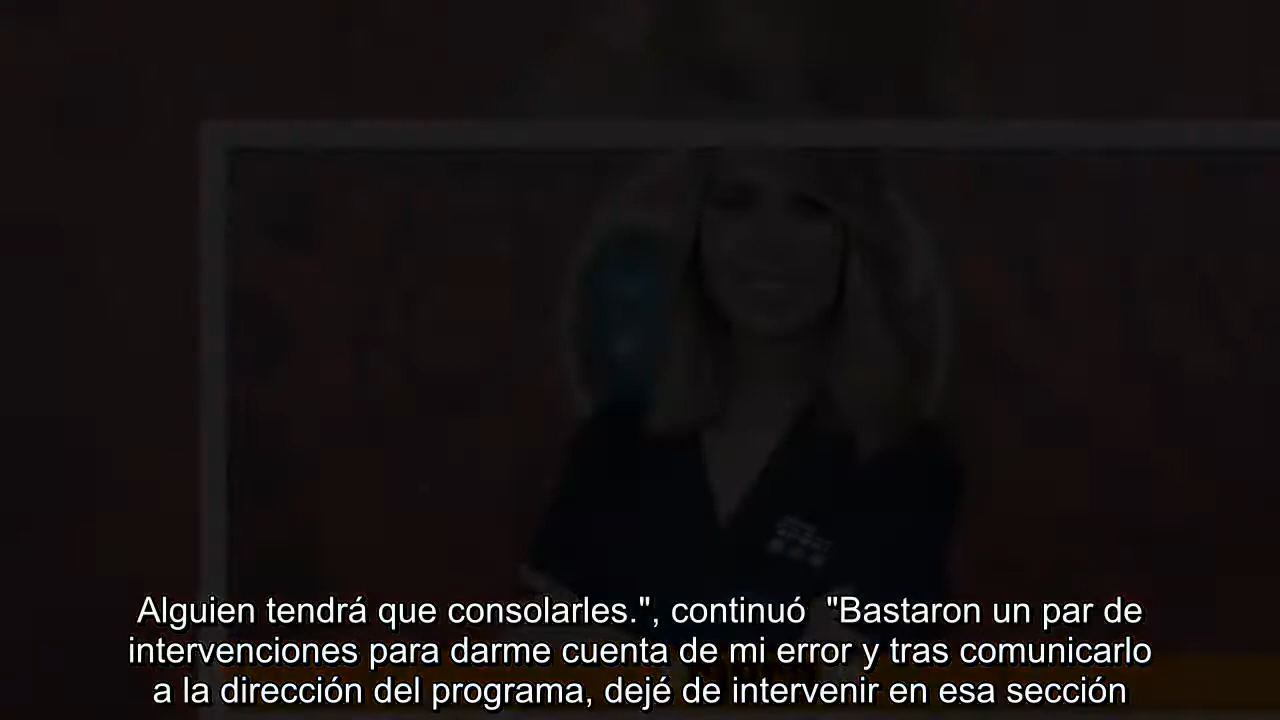 Alguien tendrá que consolarles.", continuó  "Bastaron un par de
intervenciones para darme cuenta de mi error y tras comunicarlo
a la dirección del programa, dejé de intervenir en esa sección